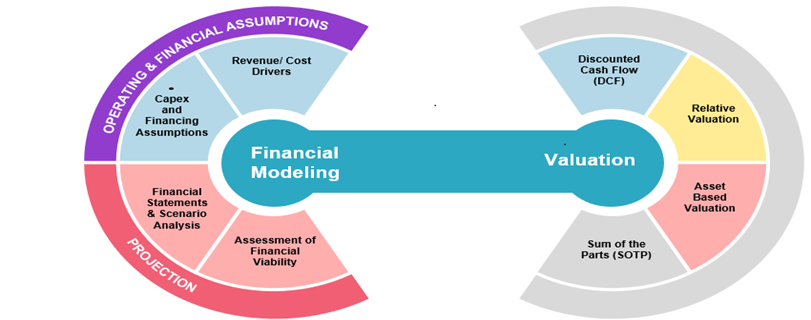 OPERATING & FINANCIAL ASSUMPTIONS
Revenue/ Cost
Drivers
-
Capex
and
Financing
Assumptions
Financial
Modeling
Financial
Statements
& Scenario
Analysis
Assessment of
Financial
Viability
PROJECTION
Discounted
Cash Flow
(DCF)
Relative
Valuation
Valuation
Asset
Based
Valuation
Sum of the
Parts (SOTP)